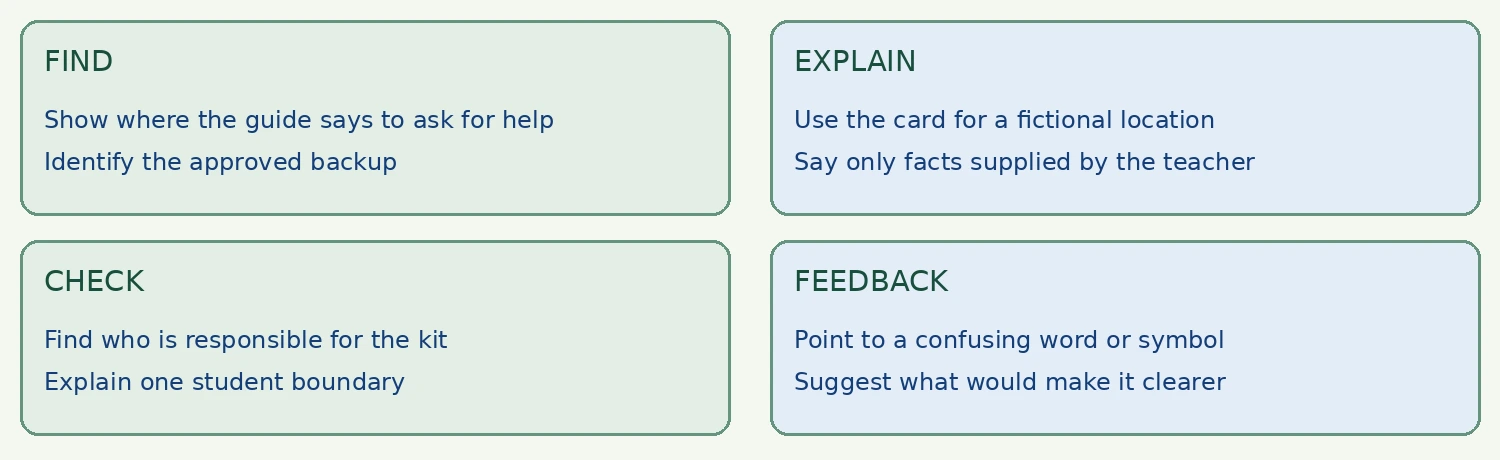 FIND
Show where the guide says to ask for help
Identify the approved backup
EXPLAIN
Use the card for a fictional location
Say only facts supplied by the teacher
CHECK
Find who is responsible for the kit
Explain one student boundary
FEEDBACK
Point to a confusing word or symbol
Suggest what would make it clearer